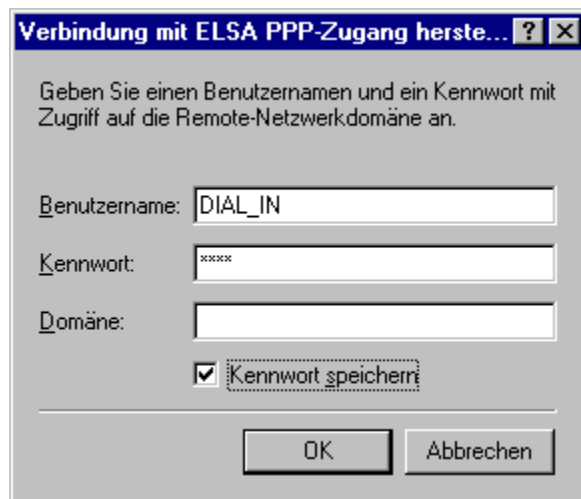 Verbindung mit ELSA PPP-Zugang herste... ? X
Geben Sie einen Benutzernamen und ein Kennwort mit
Zugriff auf die Remote-Netzwerkdomäne an.
Benutzername: DIAL_IN
Kennwort: ****
Domäne:
Kennwort speichern
OK Abbrechen